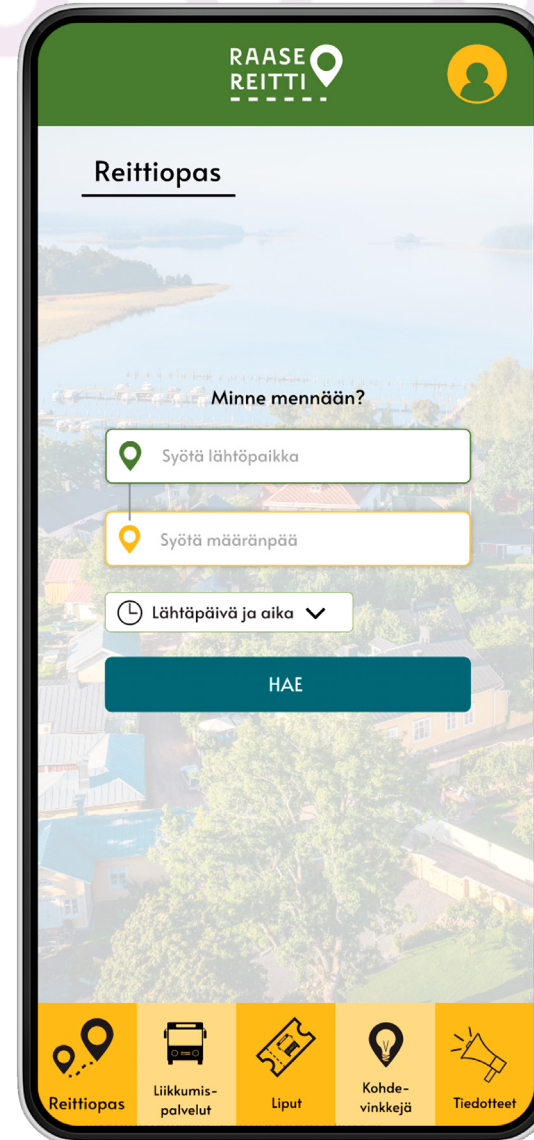 RAASE
REITTI
Reittiopas
Minne mennään?
Syötä lähtöpaikka
Syötä määränpää
Lähtäpäivä ja aika
HAE
Reittiopas
Liikkumis-
palvelut
Liput
Kohde-
vinkkejä
Tiedotteet